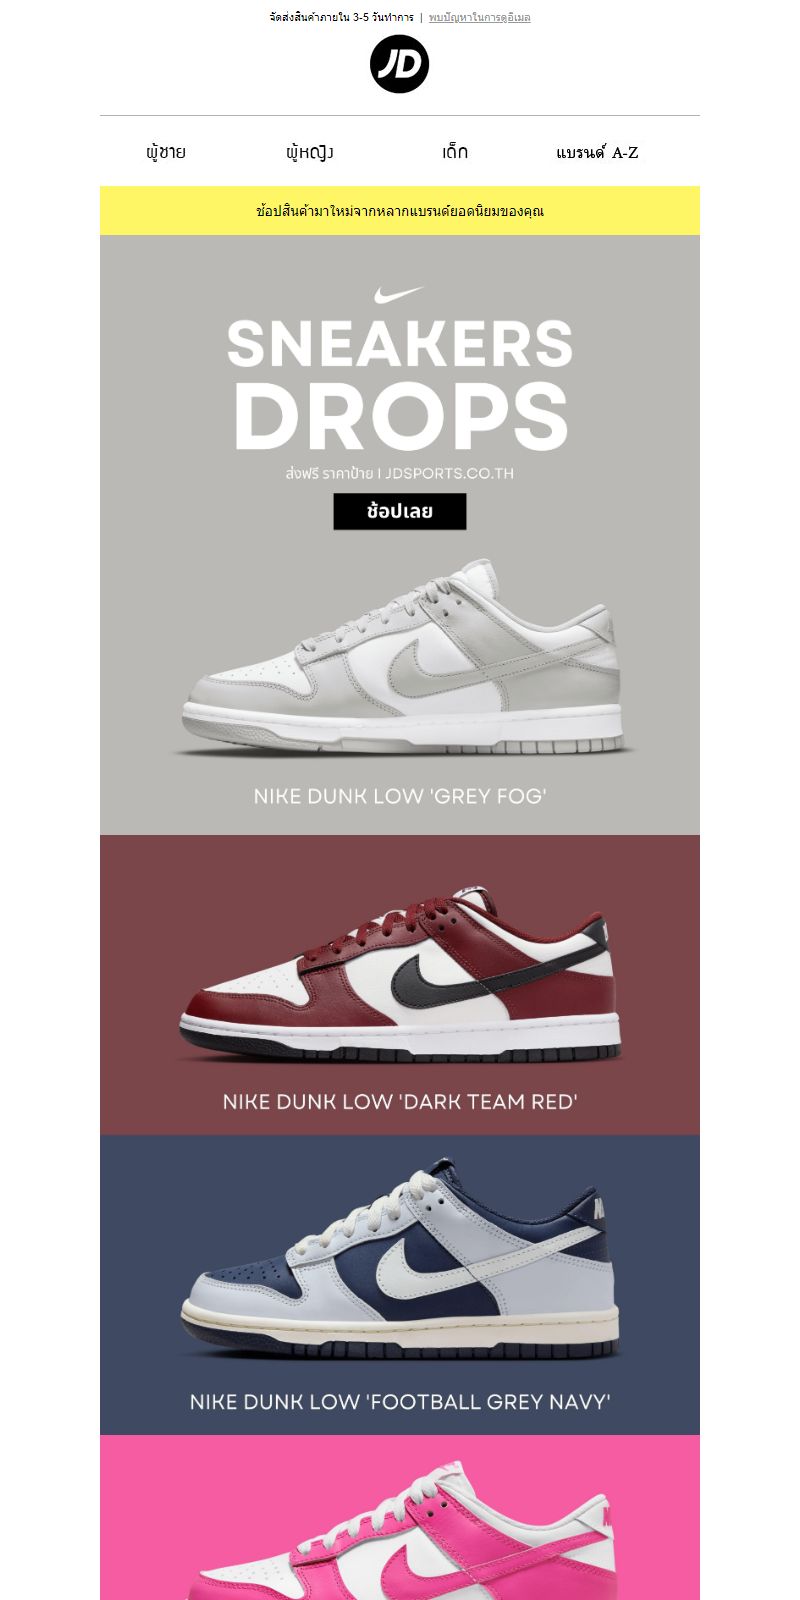 จัดส่งสินค้าภายใน 3-5 วันทำการ | พบปัญหาในการดูอีเมล
JD
ผู้ชาย ผู้หญิง เด็ก แบรนด์ A-Z
ช้อปสินค้ามาใหม่จากหลากแบรนด์ยอดนิยมของคุณ
SNEAKERS
DROPS
ส่งฟรี ราคาป้าย I JDSPORTS.CO.TH
ช้อปเลย
NIKE DUNK LOW 'GREY FOG'
NIKE DUNK LOW 'DARK TEAM RED'
NIKE DUNK LOW 'FOOTBALL GREY NAVY'